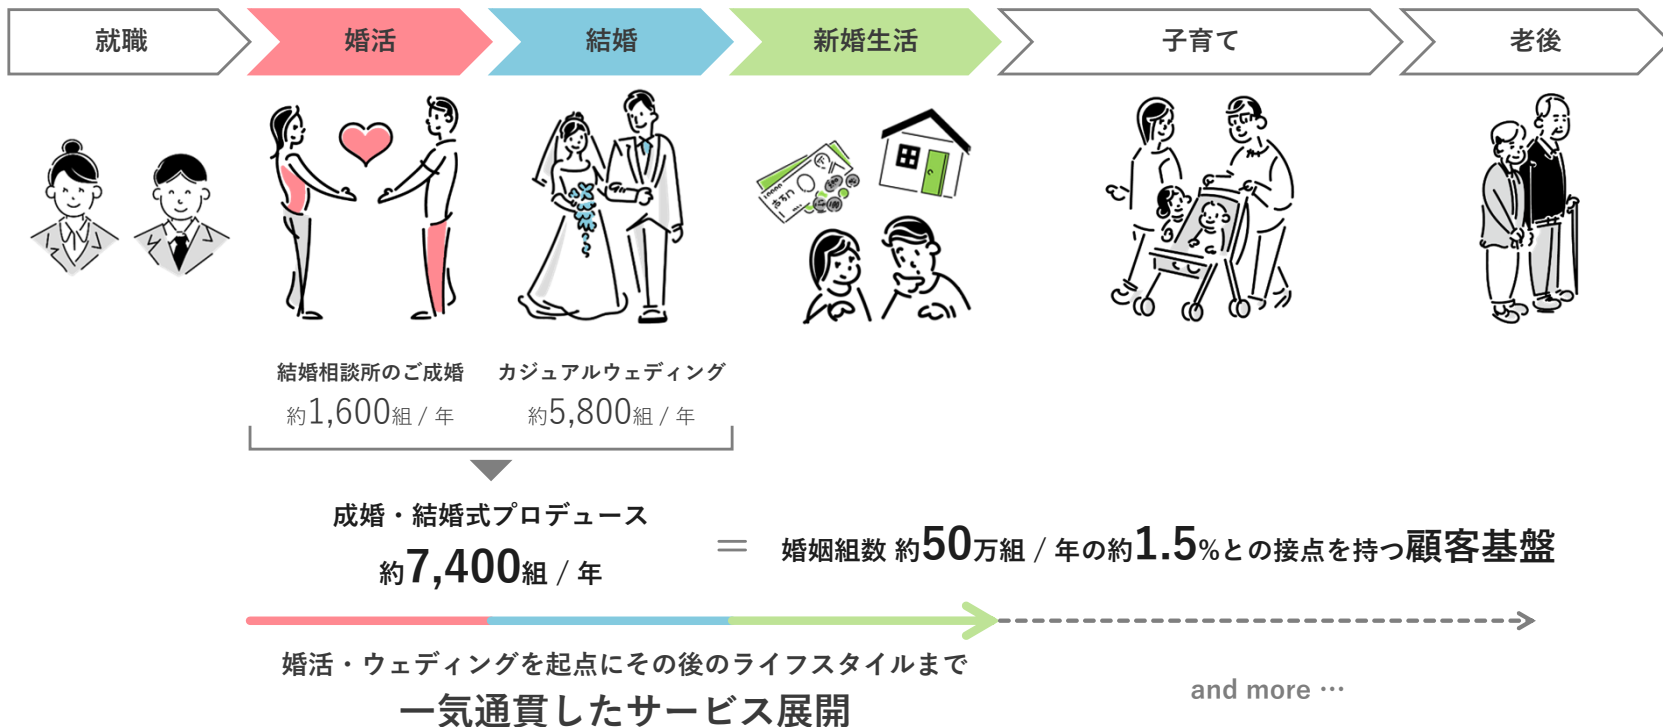 就職
婚活
結婚
新婚生活
子育て
老後
結婚相談所のご成婚
約1,600組 / 年
カジュアルウェディング
約5,800組 / 年
成婚・結婚式プロデュース
約7,400組 / 年
=
婚姻組数 約50万組 / 年の約1.5%との接点を持つ顧客基盤
婚活・ウェディングを起点にその後のライフスタイルまで
一気通貫したサービス展開
and more …